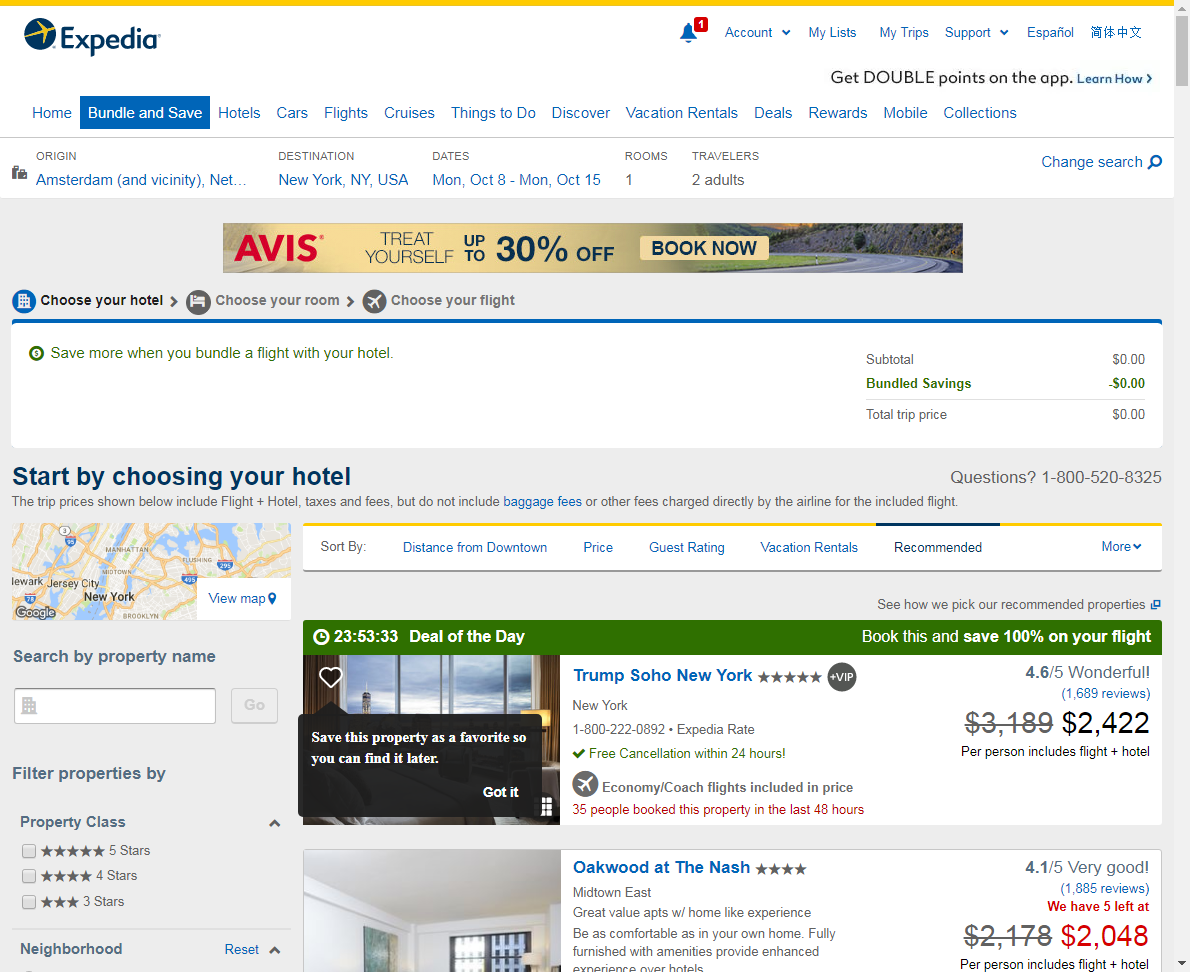 Expedia
1
Account
My Lists
My Trips
Support
Español
简体中文
Get DOUBLE points on the app. Learn How
Home
Bundle and Save
Hotels
Cars
Flights
Cruises
Things to Do
Discover
Vacation Rentals
Deals
Rewards
Mobile
Collections
ORIGIN
Amsterdam (and vicinity), Net...
DESTINATION
New York, NY, USA
DATES
Mon, Oct 8 - Mon, Oct 15
ROOMS
1
TRAVELERS
2 adults
Change search
AVIS®
TREAT YOURSELF
UP TO 30% OFF
BOOK NOW
Choose your hotel
Choose your room
Choose your flight
Save more when you bundle a flight with your hotel.
Subtotal $0.00
Bundled Savings -$0.00
Total trip price $0.00
Start by choosing your hotel
Questions? 1-800-520-8325
The trip prices shown below include Flight + Hotel, taxes and fees, but do not include baggage fees or other fees charged directly by the airline for the included flight.
3
95
MANHATTAN
MIDTOWN
FLUSHING
295
495
lewark
Jersey City
78
New York
BROOKLYN
Google
View map
Search by property name
Go
Filter properties by
Property Class
★★★★★ 5 Stars
★★★★ 4 Stars
★★★ 3 Stars
Neighborhood
Reset
Sort By:
Distance from Downtown
Price
Guest Rating
Vacation Rentals
Recommended
More
See how we pick our recommended properties
23:53:33 Deal of the Day
Book this and save 100% on your flight
Save this property as a favorite so
you can find it later.
Got it
Trump Soho New York ★★★★★ +VIP
New York
1-800-222-0892 • Expedia Rate
Free Cancellation within 24 hours!
Economy/Coach flights included in price
35 people booked this property in the last 48 hours
4.6/5 Wonderful!
(1,689 reviews)
$3,189 $2,422
Per person includes flight + hotel
Oakwood at The Nash ★★★★
Midtown East
Great value apts w/ home like experience
Be as comfortable as in your own home. Fully
furnished with amenities provide enhanced
experience over hotels
4.1/5 Very good!
(1,885 reviews)
We have 5 left at
$2,178 $2,048
Per person includes flight + hotel